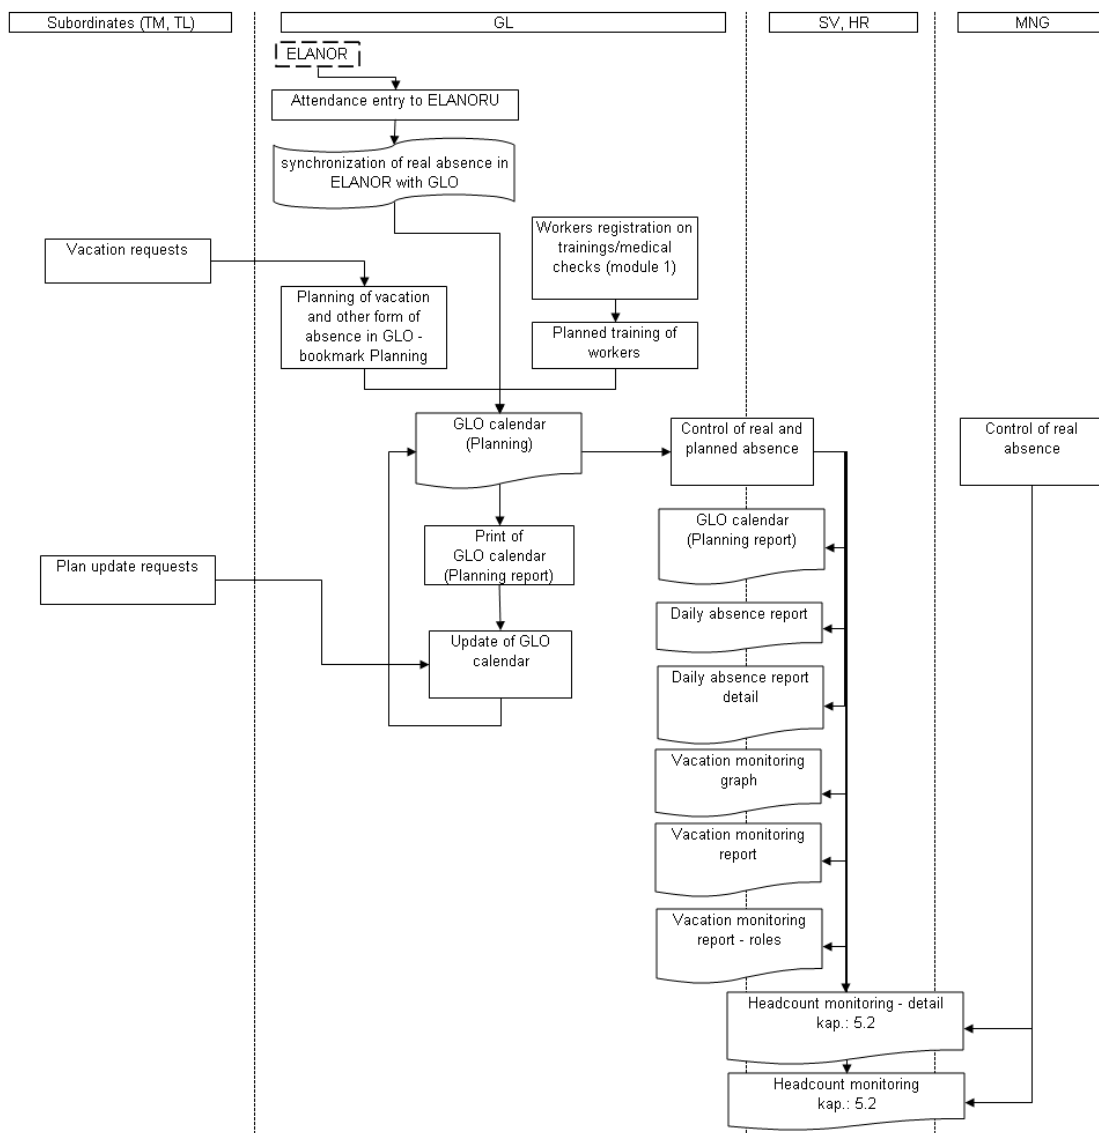 Subordinates (TM, TL)
GL
SV, HR
MNG
ELANOR
Attendance entry to ELANORU
synchronization of real absence in
ELANOR with GLO
Vacation requests
Workers registration on
trainings/medical
checks (module 1)
Planning of vacation
and other form of
absence in GLO -
bookmark Planning
Planned training of
workers
GLO calendar
(Planning)
Control of real and
planned absence
Control of real
absence
GLO calendar
(Planning report)
Print of
GLO calendar
(Planning report)
Plan update requests
Daily absence report
Update of GLO
calendar
Daily absence report
detail
Vacation monitoring
graph
Vacation monitoring
report
Vacation monitoring
report - roles
Headcount monitoring - detail
kap.: 5.2
Headcount monitoring
kap.: 5.2